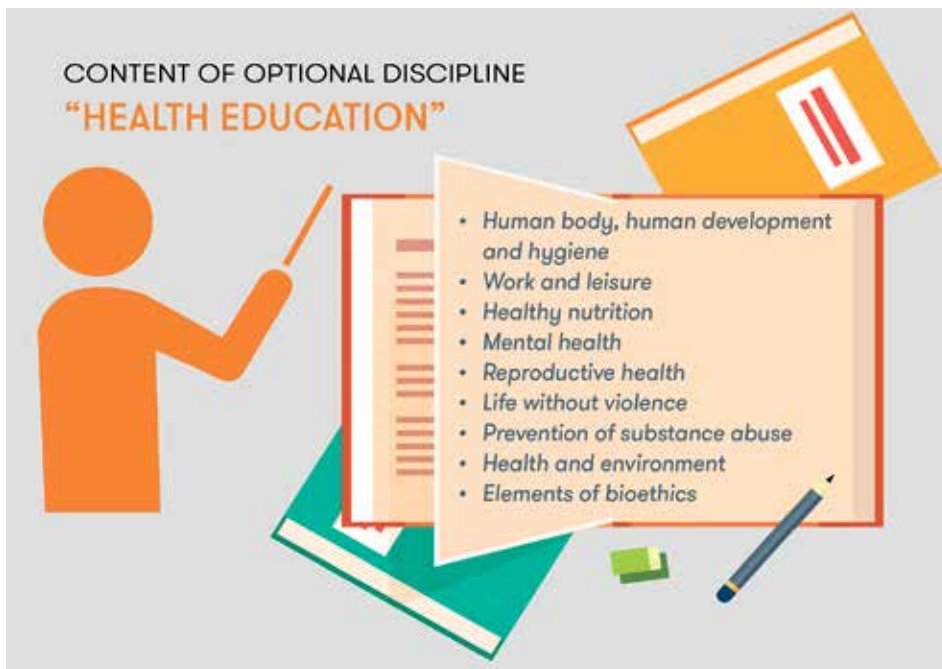 CONTENT OF OPTIONAL DISCIPLINE
“HEALTH EDUCATION”
• Human body, human development
and hygiene
• Work and leisure
• Healthy nutrition
• Mental health
• Reproductive health
• Life without violence
• Prevention of substance abuse
• Health and environment
• Elements of bioethics